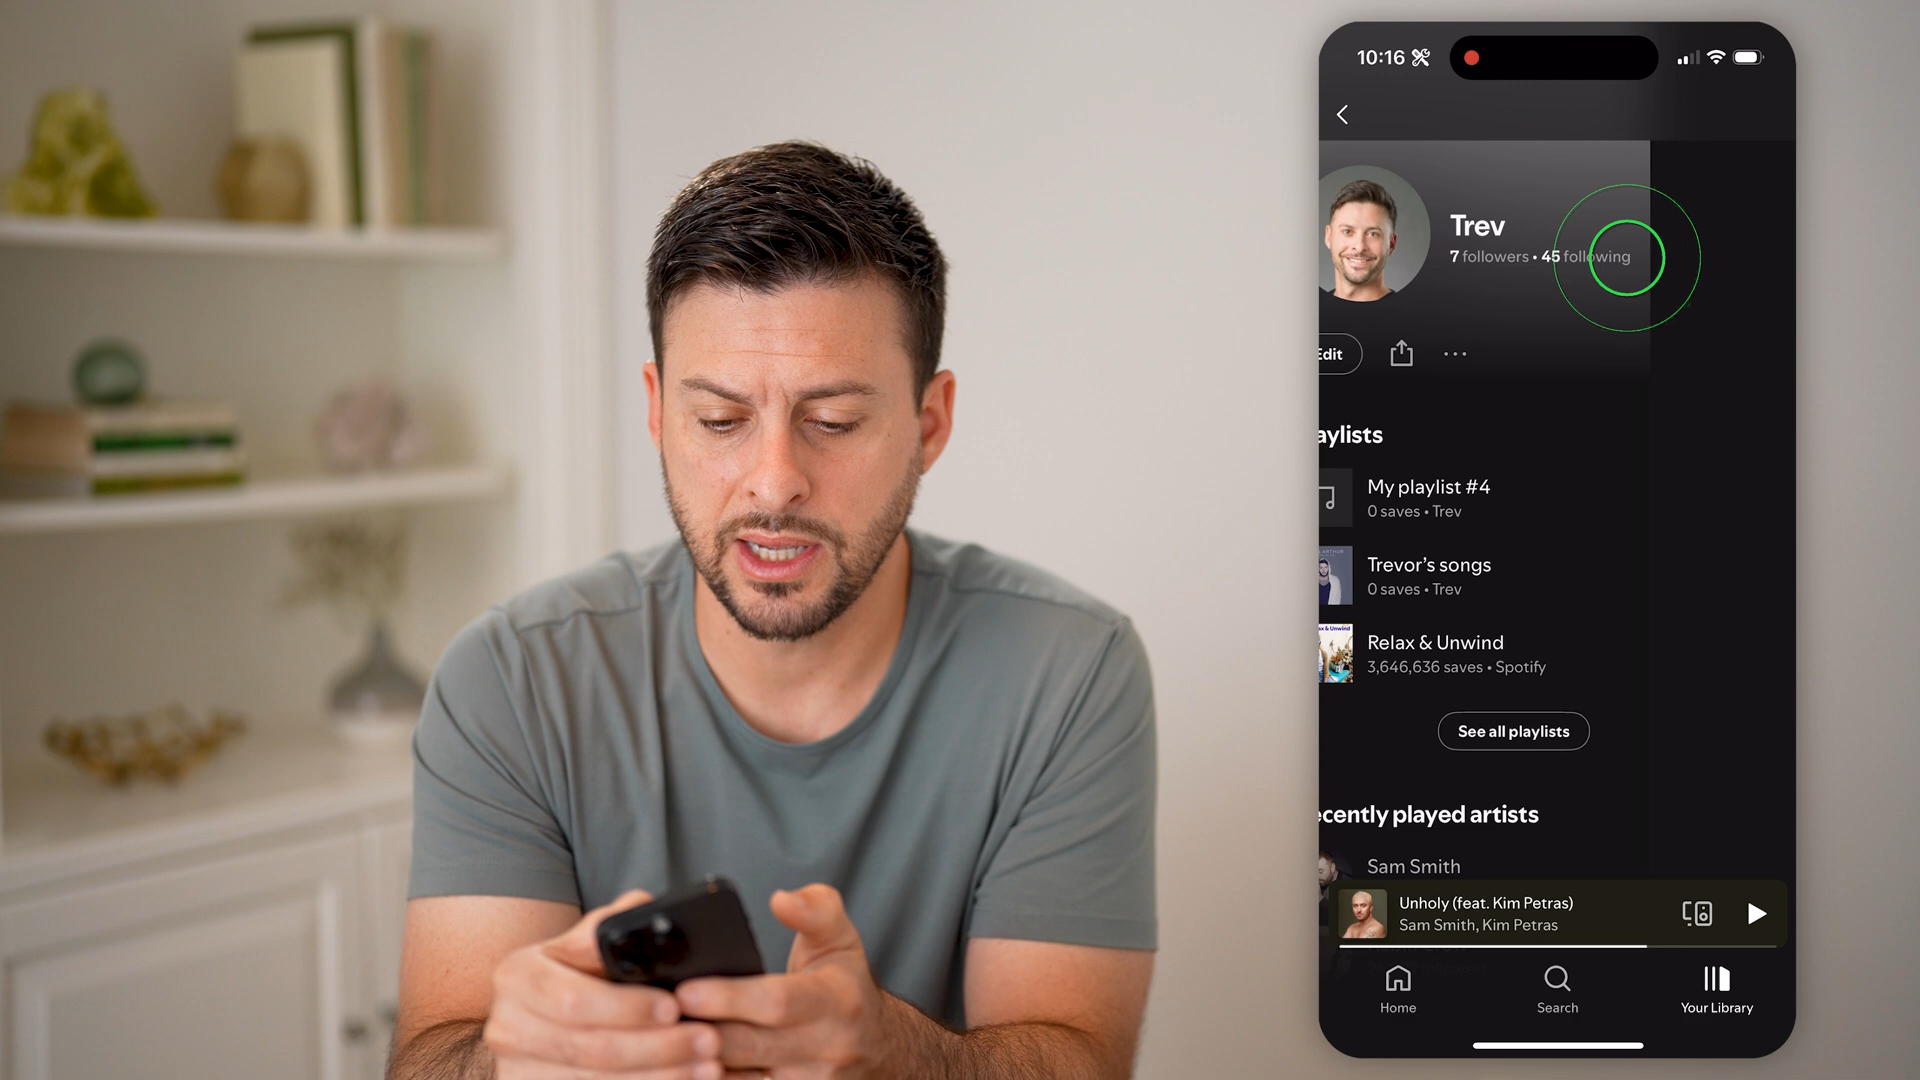 10:16
Trev
7 followers • 45 following
Edit
aylists
My playlist #4
0 saves • Trev
Trevor's songs
0 saves • Trev
Relax & Unwind
3,646,636 saves • Spotify
See all playlists
ecently played artists
Sam Smith
Unholy (feat. Kim Petras)
Sam Smith, Kim Petras
Home
Search
Your Library